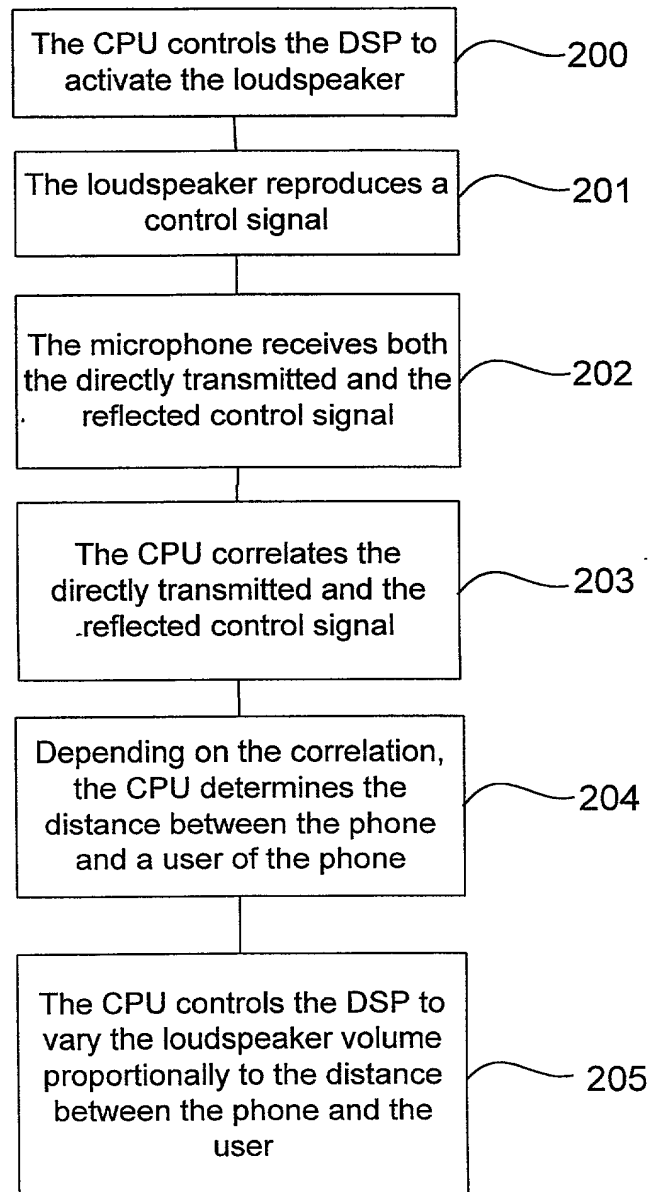 The CPU controls the DSP to
activate the loudspeaker
200
The loudspeaker reproduces a
control signal
201
The microphone receives both
the directly transmitted and the
reflected control signal
202
The CPU correlates the
directly transmitted and the
reflected control signal
203
Depending on the correlation,
the CPU determines the
distance between the phone
and a user of the phone
204
The CPU controls the DSP to
vary the loudspeaker volume
proportionally to the distance
between the phone and the
user
205